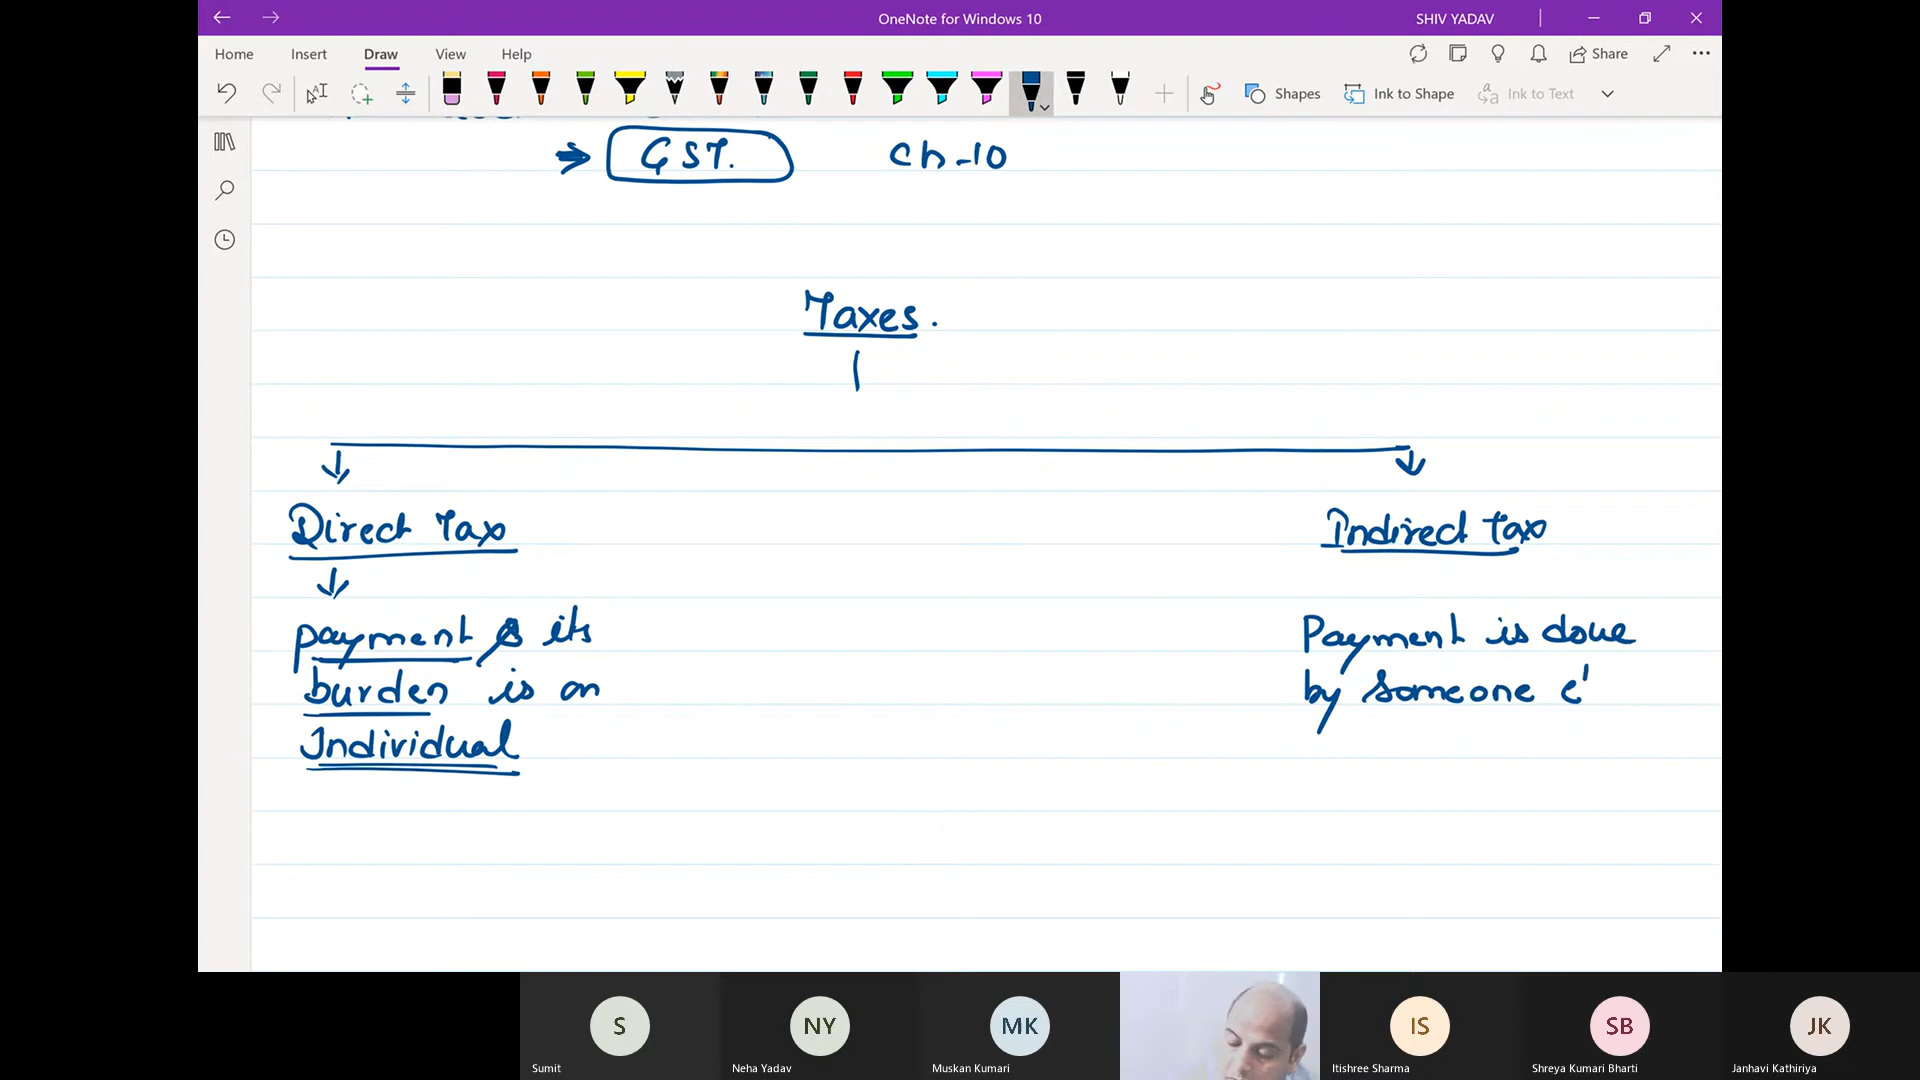 OneNote for Windows 10
SHIV YADAV
Home Insert Draw View Help
Share
Shapes Ink to Shape Ink to Text
GST. Ch-10
Taxes.
Direct Tax
Indirect tax
payment & its
burden is on
Individual
Payment is done
by Someone e
S NY MK IS SB JK
Sumit Neha Yadav Muskan Kumari Itishree Sharma Shreya Kumari Bharti Janhavi Kathiriya